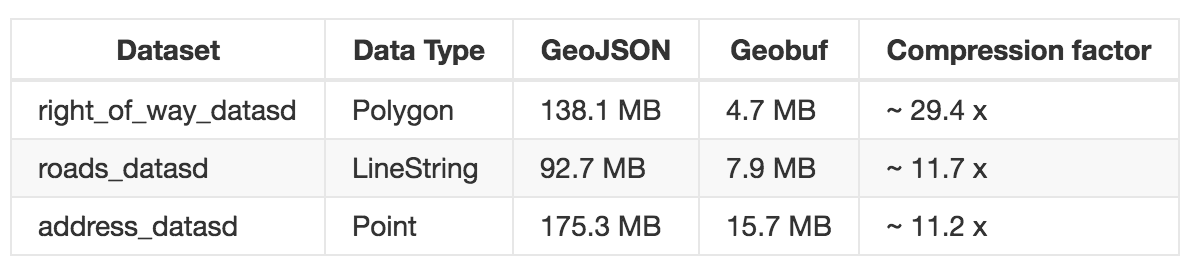 Dataset Data Type GeoJSON Geobuf Compression factor
right_of_way_datasd Polygon 138.1 MB 4.7 MB ~ 29.4 x
roads_datasd LineString 92.7 MB 7.9 MB ~ 11.7 x
address_datasd Point 175.3 MB 15.7 MB ~ 11.2 x